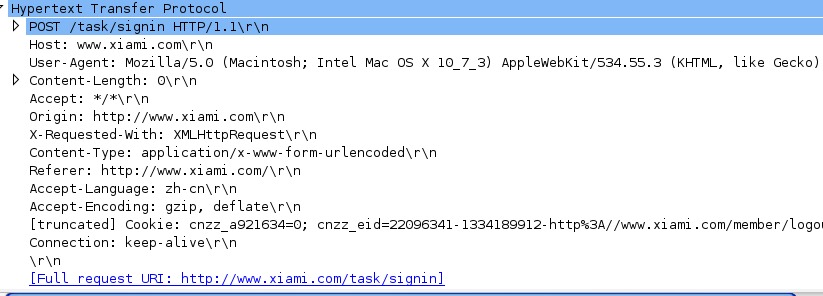 Hypertext Transfer Protocol
POST /task/signin HTTP/1.1\r\n
Host: www.xiami.com\r\n
User-Agent: Mozilla/5.0 (Macintosh; Intel Mac OS X 10_7_3) AppleWebKit/534.55.3 (KHTML, like Gecko)
Content-Length: 0\r\n
Accept: */*\r\n
Origin: http://www.xiami.com\r\n
X-Requested-With: XMLHttpRequest\r\n
Content-Type: application/x-www-form-urlencoded\r\n
Referer: http://www.xiami.com/\r\n
Accept-Language: zh-cn\r\n
Accept-Encoding: gzip, deflate\r\n
[truncated] Cookie: cnzz_a921634=0; cnzz_eid=22096341-1334189912-http%3A//www.xiami.com/member/logou
Connection: keep-alive\r\n
\r\n
[Full request URI: http://www.xiami.com/task/signin]